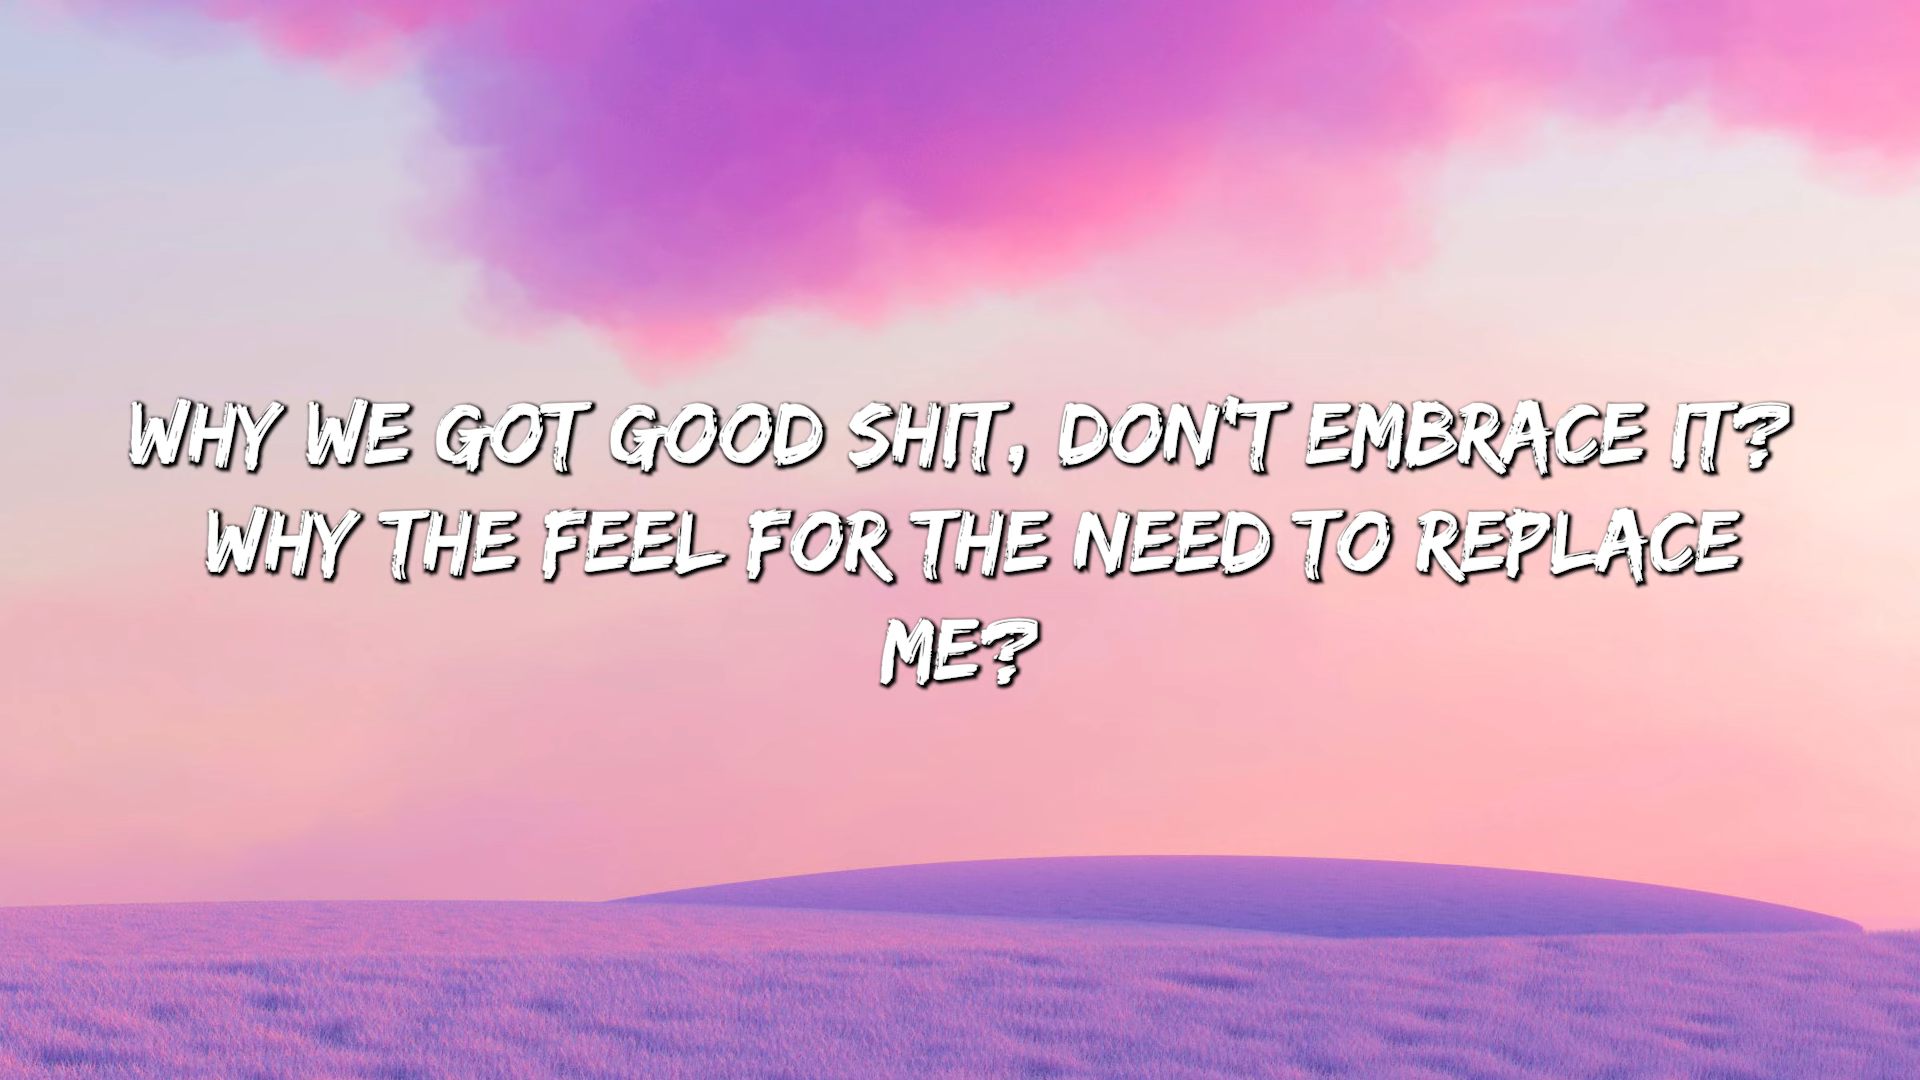 WHY WE GOT GOOD SHIT, DON'T EMBRACE IT?
WHY THE FEEL FOR THE NEED TO REPLACE
ME?